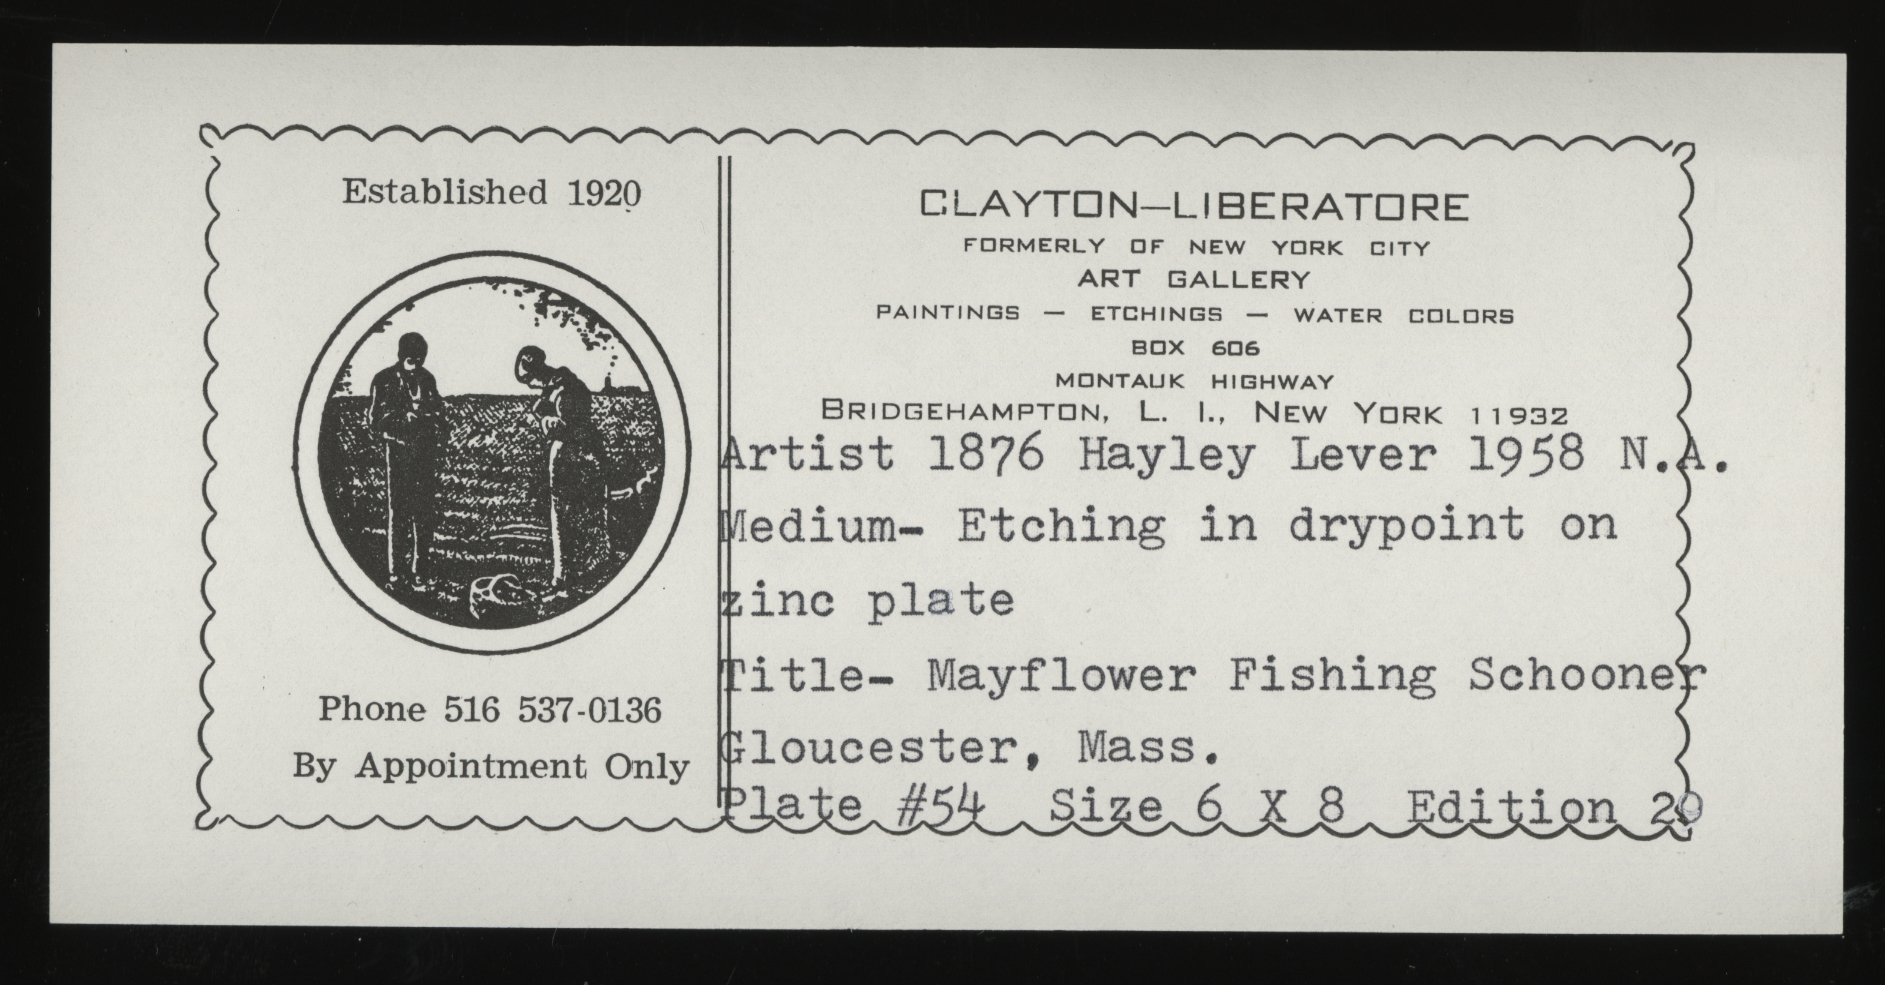 Established 1920
Phone 516 537-0136
By Appointment Only
CLAYTON—LIBERATORE
FORMERLY OF NEW YORK CITY
ART GALLERY
PAINTINGS — ETCHINGS — WATER COLORS
BOX 606
MONTAUK HIGHWAY
BRIDGEHAMPTON, L. I., NEW YORK 11932
Artist 1876 Hayley Lever 1958 N.A.
Medium- Etching in drypoint on
zinc plate
Title- Mayflower Fishing Schooner
Gloucester, Mass.
Plate #54 Size 6 X 8 Edition 20